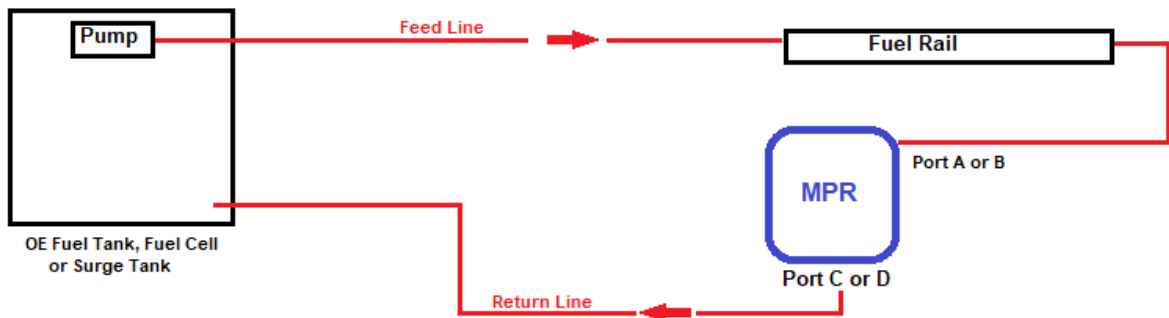 Pump
Feed Line
Fuel Rail
Port A or B
MPR
OE Fuel Tank, Fuel Cell
or Surge Tank
Port C or D
Return Line